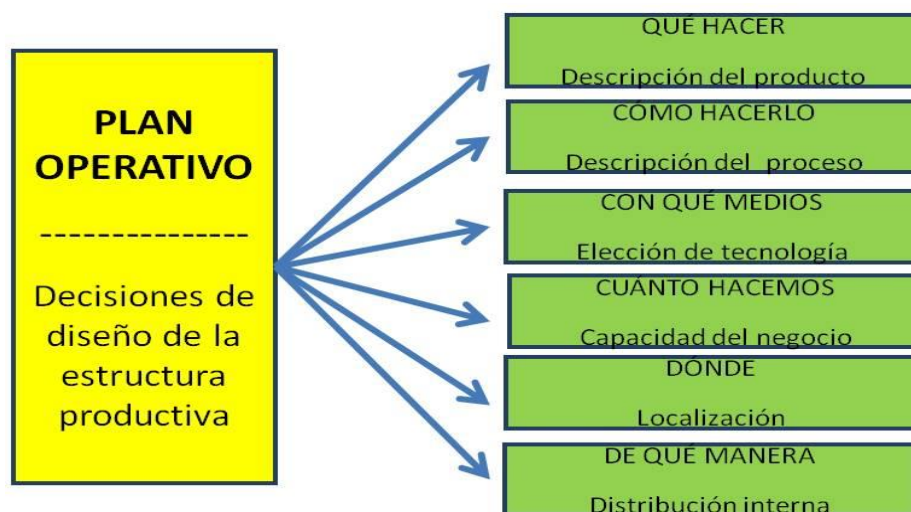 PLAN
OPERATIVO
---------------
Decisiones de
diseño de la
estructura
productiva
QUÉ HACER
Descripción del producto
CÓMO HACERLO
Descripción del proceso
CON QUÉ MEDIOS
Elección de tecnología
CUÁNTO HACEMOS
Capacidad del negocio
DÓNDE
Localización
DE QUÉ MANERA
Distribución interna